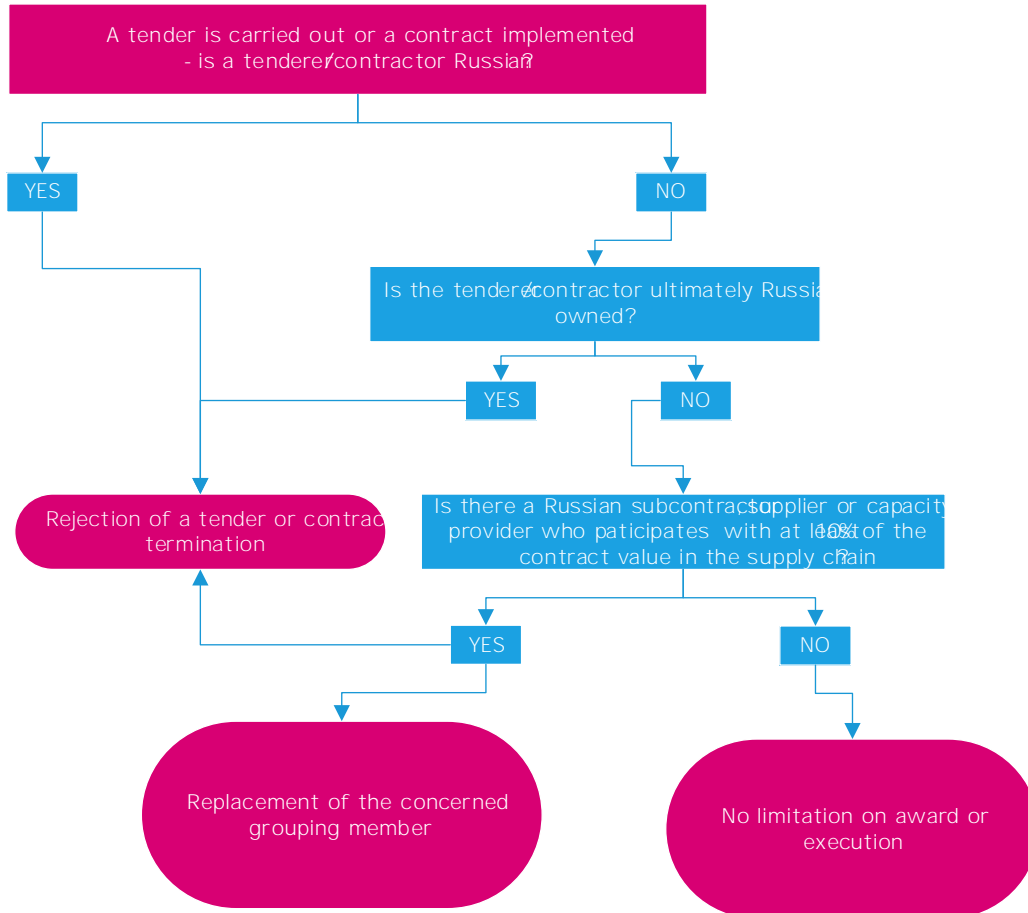 A tender is carried out or a contract implemented
- is a tenderer/contractor Russian?
YES
NO
Is the tenderer/contractor ultimately Russia
owned?
YES
NO
Rejection of a tender or contrac
termination
Is there a Russian subcontractor, supplier or capacity
provider who paticipates with at least 10% of the
contract value in the supply chain?
YES
NO
Replacement of the concerned
grouping member
No limitation on award or
execution